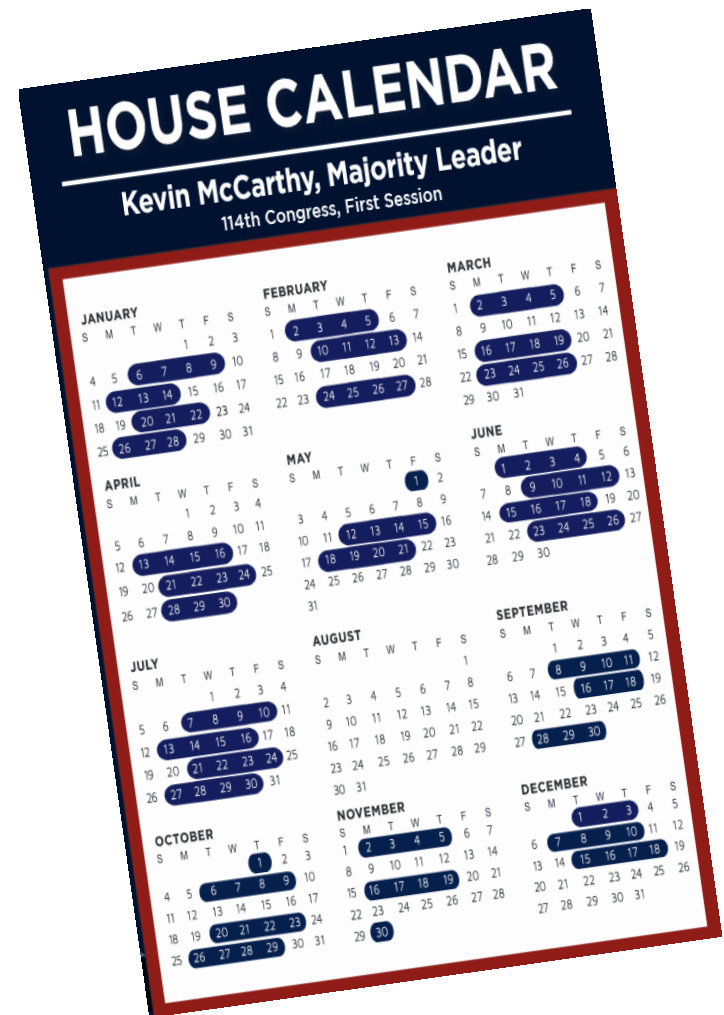 HOUSE CALENDAR
Kevin McCarthy, Majority Leader
114th Congress, First Session
JANUARY
S M T W T F S
1 2 3
4 5 6 7 8 9 10
11 12 13 14 15 16 17
18 19 20 21 22 23 24
25 26 27 28 29 30 31
FEBRUARY
S M T W T F S
1 2 3 4 5 6 7
8 9 10 11 12 13 14
15 16 17 18 19 20 21
22 23 24 25 26 27 28
MARCH
S M T W T F S
1 2 3 4 5 6 7
8 9 10 11 12 13 14
15 16 17 18 19 20 21
22 23 24 25 26 27 28
29 30 31
APRIL
S M T W T F S
1 2 3 4
5 6 7 8 9 10 11
12 13 14 15 16 17 18
19 20 21 22 23 24 25
26 27 28 29 30
MAY
S M T W T F S
1 2
3 4 5 6 7 8 9
10 11 12 13 14 15 16
17 18 19 20 21 22 23
24 25 26 27 28 29 30
31
JUNE
S M T W T F S
1 2 3 4 5 6
7 8 9 10 11 12 13
14 15 16 17 18 19 20
21 22 23 24 25 26 27
28 29 30
JULY
S M T W T F S
1 2 3 4
5 6 7 8 9 10 11
12 13 14 15 16 17 18
19 20 21 22 23 24 25
26 27 28 29 30 31
AUGUST
S M T W T F S
1
2 3 4 5 6 7 8
9 10 11 12 13 14 15
16 17 18 19 20 21 22
23 24 25 26 27 28 29
30 31
SEPTEMBER
S M T W T F S
1 2 3 4 5
6 7 8 9 10 11 12
13 14 15 16 17 18 19
20 21 22 23 24 25 26
27 28 29 30
OCTOBER
S M T W T F S
1 2 3
4 5 6 7 8 9 10
11 12 13 14 15 16 17
18 19 20 21 22 23 24
25 26 27 28 29 30 31
NOVEMBER
S M T W T F S
1 2 3 4 5 6 7
8 9 10 11 12 13 14
15 16 17 18 19 20 21
22 23 24 25 26 27 28
29 30
DECEMBER
S M T W T F S
1 2 3 4 5
6 7 8 9 10 11 12
13 14 15 16 17 18 19
20 21 22 23 24 25 26
27 28 29 30 31